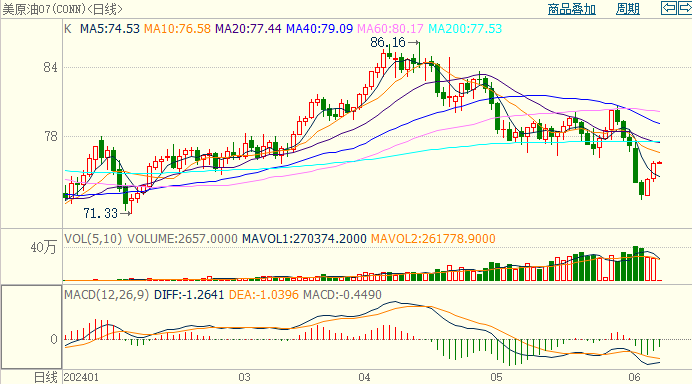 美原油07(CONN)<日线> 商品叠加 周期
K MA5:74.53 MA10:76.58 MA20:77.44 MA40:79.09 MA60:80.17 MA200:77.53
86.16
84
78
71.33
VOL(5,10) VOLUME:2657.0000 MAVOL1:270374.2000 MAVOL2:261778.9000
40万
MACD(12,26,9) DIFF:-1.2641 DEA:-1.0396 MACD:-0.4490
0
日线 202401 03 04 05 06